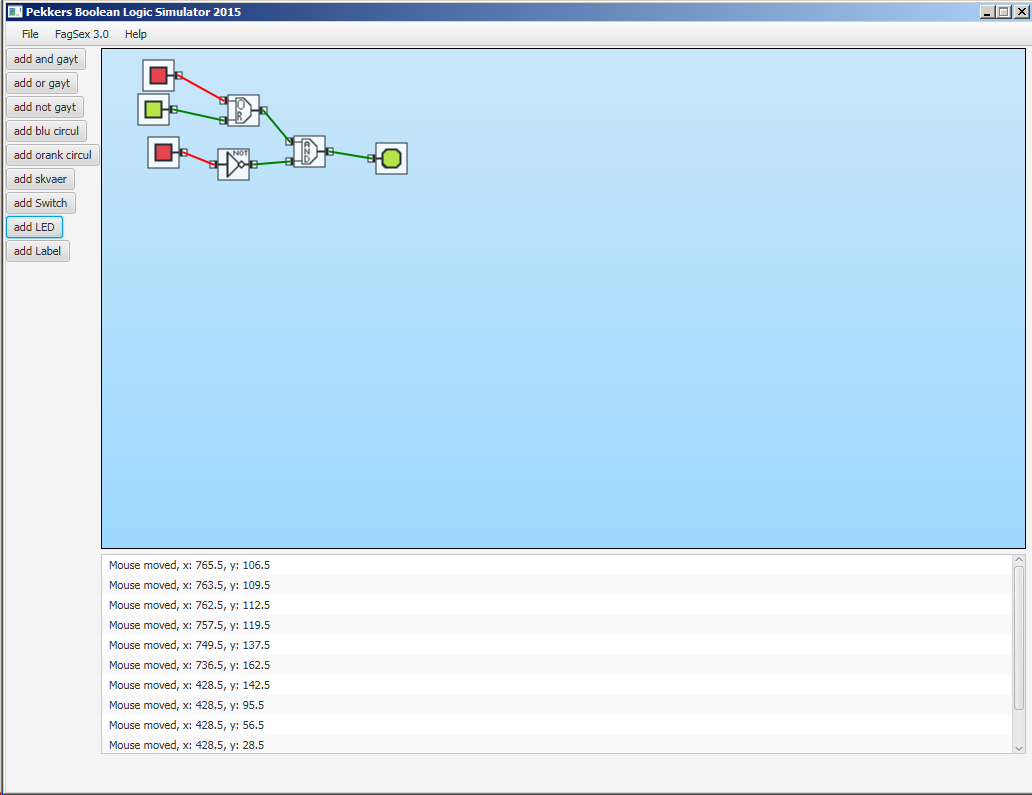 Pekkers Boolean Logic Simulator 2015
File FagSex 3.0 Help
add and gayt
add or gayt
add not gayt
add blu circul
add orank circul
add skvaer
add Switch
add LED
add Label
OR
NOT
AND
Mouse moved, x: 765.5, y: 106.5
Mouse moved, x: 763.5, y: 109.5
Mouse moved, x: 762.5, y: 112.5
Mouse moved, x: 757.5, y: 119.5
Mouse moved, x: 749.5, y: 137.5
Mouse moved, x: 736.5, y: 162.5
Mouse moved, x: 428.5, y: 142.5
Mouse moved, x: 428.5, y: 95.5
Mouse moved, x: 428.5, y: 56.5
Mouse moved, x: 428.5, y: 28.5